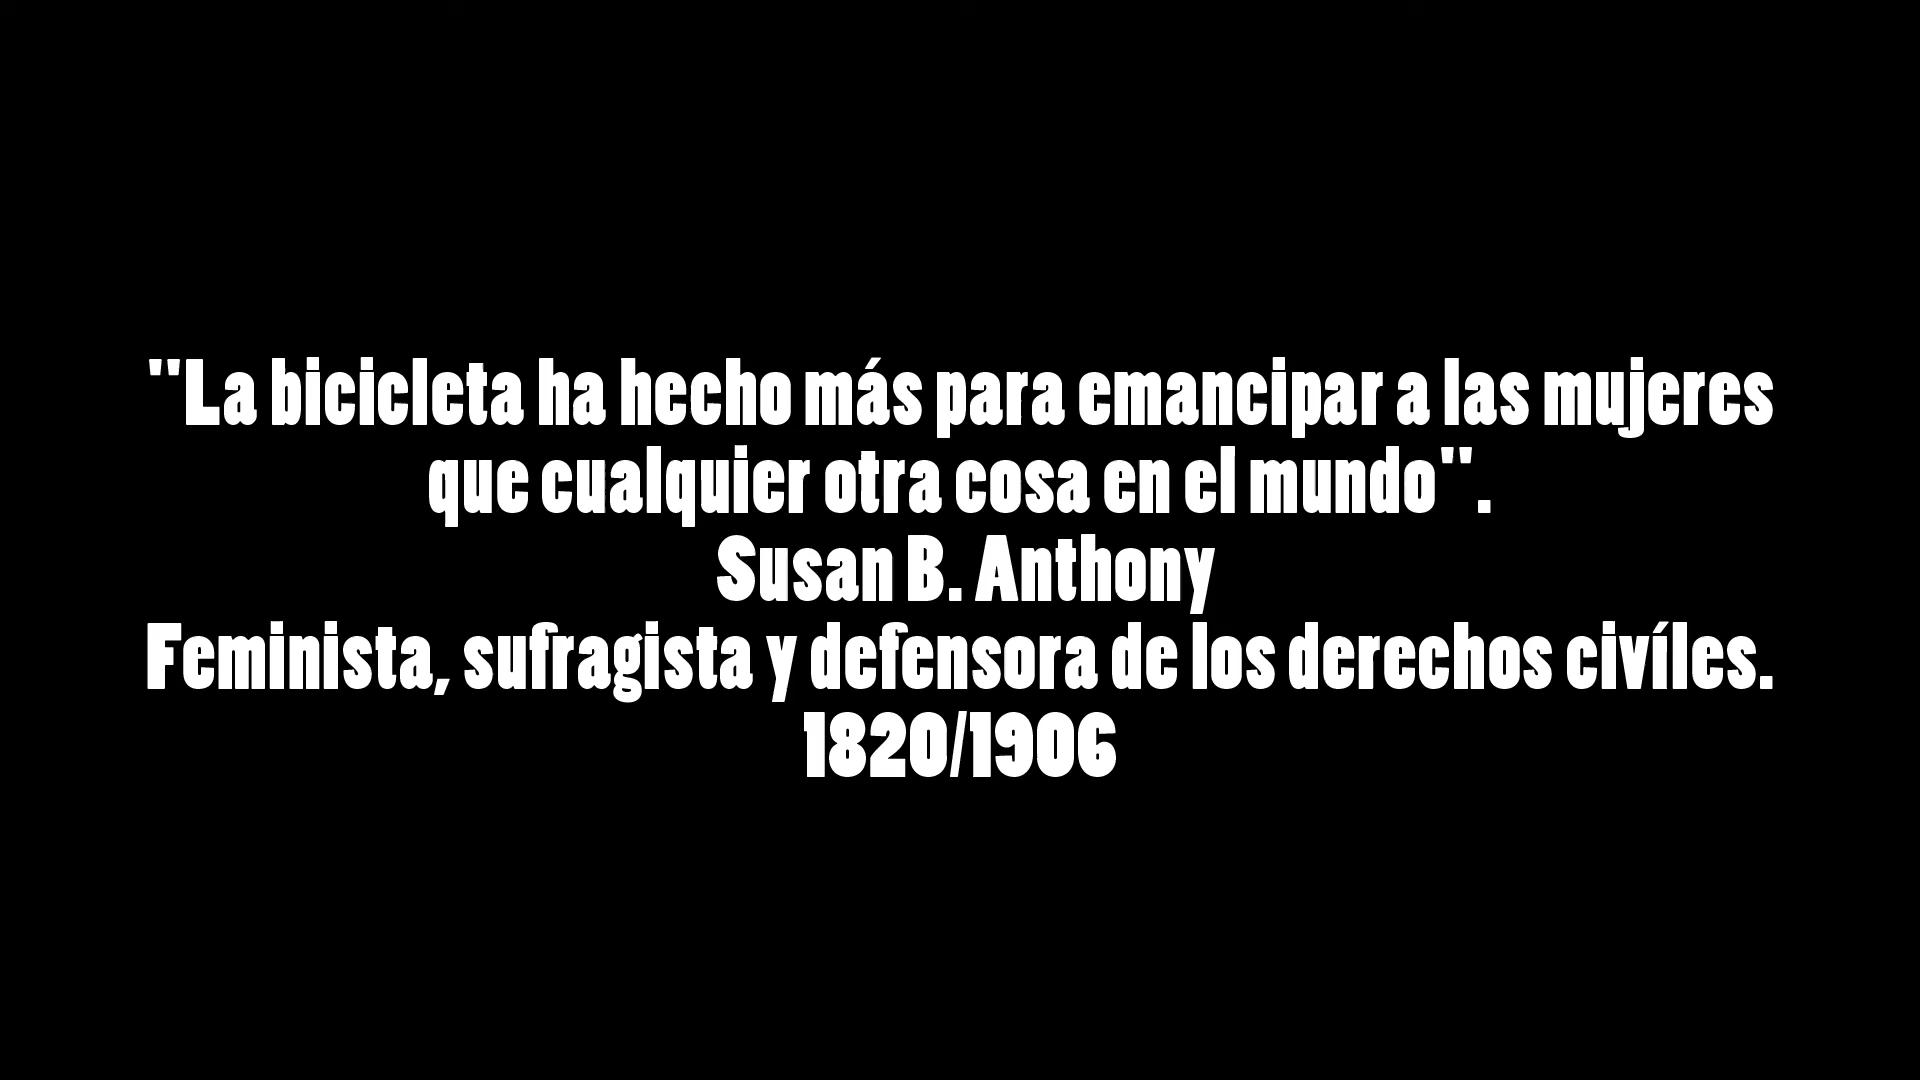 "La bicicleta ha hecho más para emancipar a las mujeres
que cualquier otra cosa en el mundo".
Susan B. Anthony
Feminista, sufragista y defensora de los derechos civíles.
1820/1906